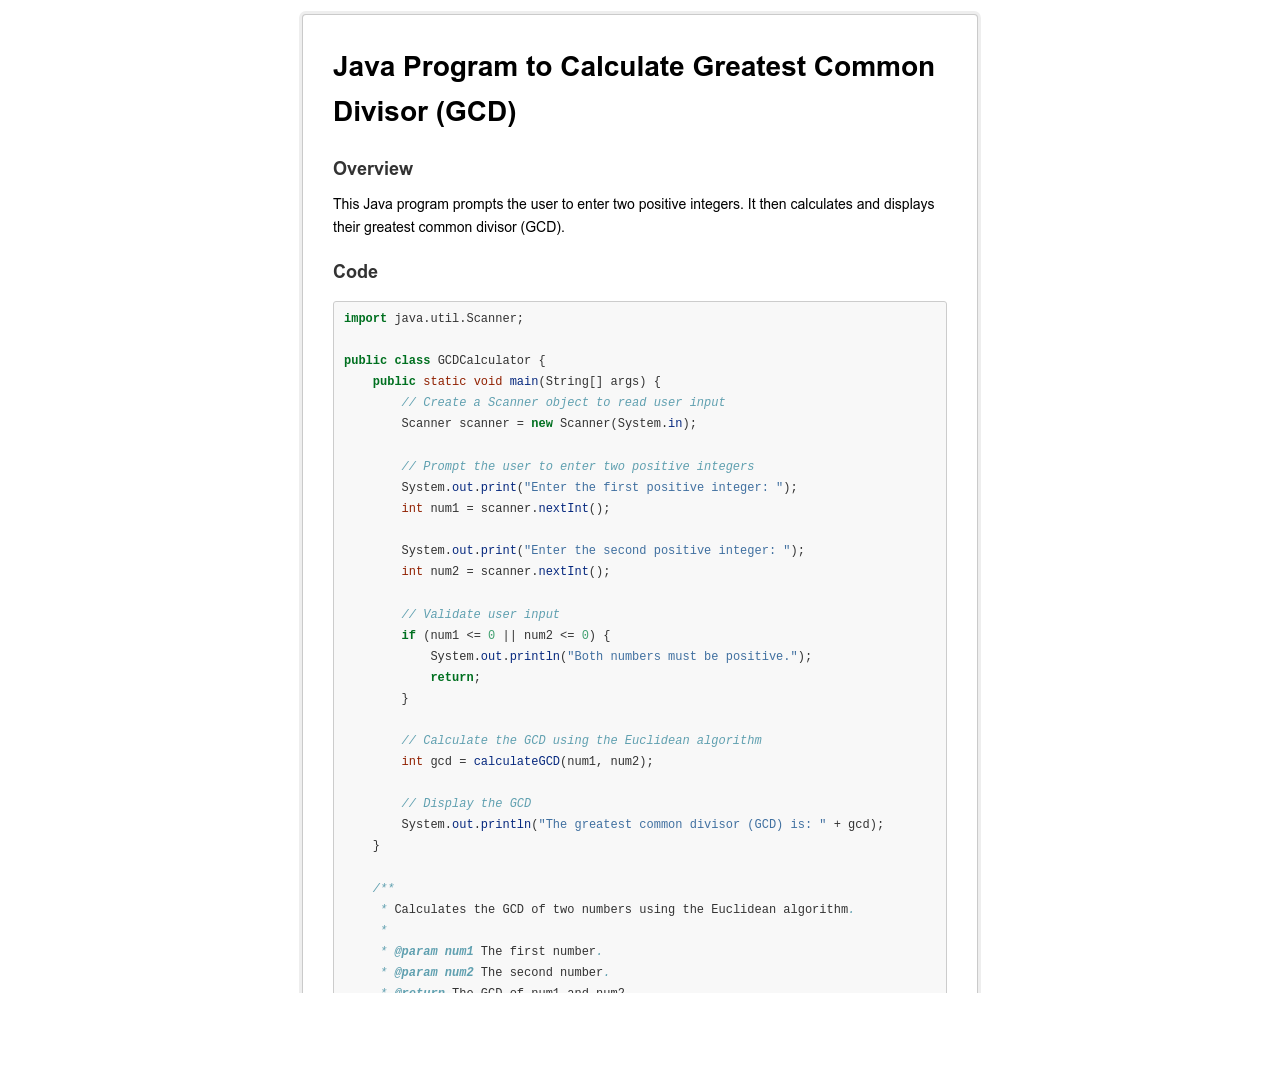 Java Program to Calculate Greatest Common
Divisor (GCD)
Overview
This Java program prompts the user to enter two positive integers. It then calculates and displays
their greatest common divisor (GCD).
Code
import java.util.Scanner;
public class GCDCalculator {
    public static void main(String[] args) {
        // Create a Scanner object to read user input
        Scanner scanner = new Scanner(System.in);
        // Prompt the user to enter two positive integers
        System.out.print("Enter the first positive integer: ");
        int num1 = scanner.nextInt();
        System.out.print("Enter the second positive integer: ");
        int num2 = scanner.nextInt();
        // Validate user input
        if (num1 <= 0 || num2 <= 0) {
            System.out.println("Both numbers must be positive.");
            return;
        }
        // Calculate the GCD using the Euclidean algorithm
        int gcd = calculateGCD(num1, num2);
        // Display the GCD
        System.out.println("The greatest common divisor (GCD) is: " + gcd);
    }
    /**
     * Calculates the GCD of two numbers using the Euclidean algorithm.
     *
     * @param num1 The first number.
     * @param num2 The second number.
     * @return The GCD of num1 and num2